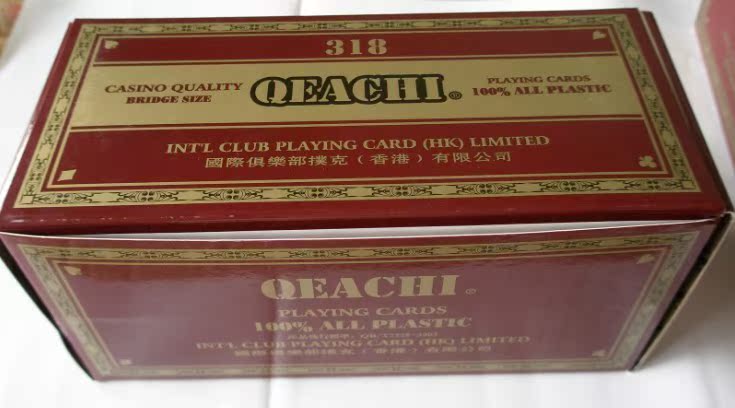 318
CASINO QUALITY
BRIDGE SIZE
QEACHI®
PLAYING CARDS
100% ALL PLASTIC
INT'L CLUB PLAYING CARD (HK) LIMITED
國際俱樂部撲克(香港)有限公司
QEACHI®
PLAYING CARDS
100% ALL PLASTIC
INT'L CLUB PLAYING CARD (HK) LIMITED
國際俱樂部撲克(香港)有限公司